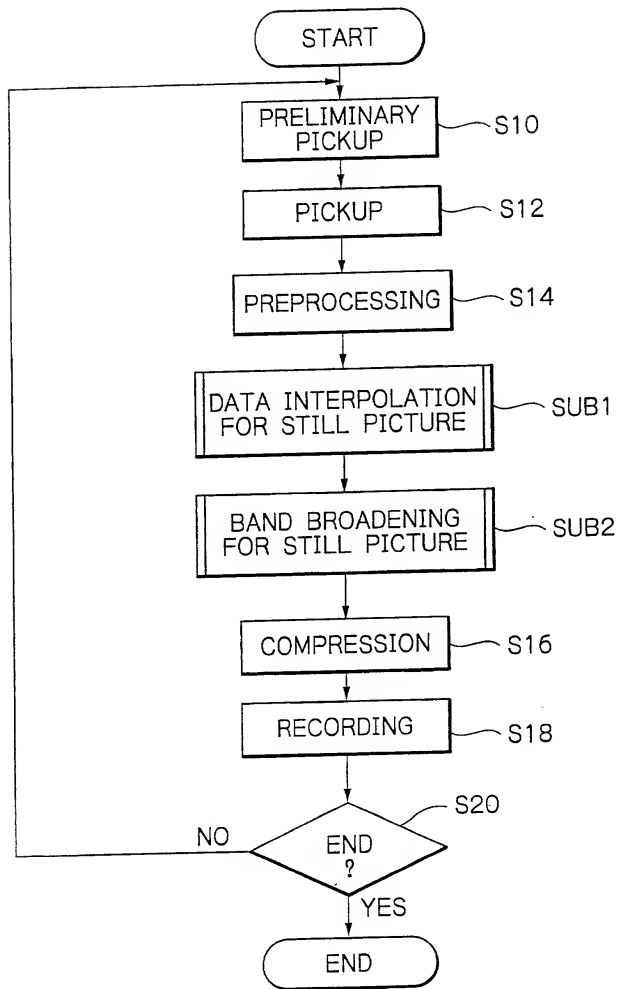 START
PRELIMINARY
PICKUP
S10
PICKUP
S12
PREPROCESSING
S14
DATA INTERPOLATION
FOR STILL PICTURE
SUB1
BAND BROADENING
FOR STILL PICTURE
SUB2
COMPRESSION
S16
RECORDING
S18
S20
NO
END
?
YES
END